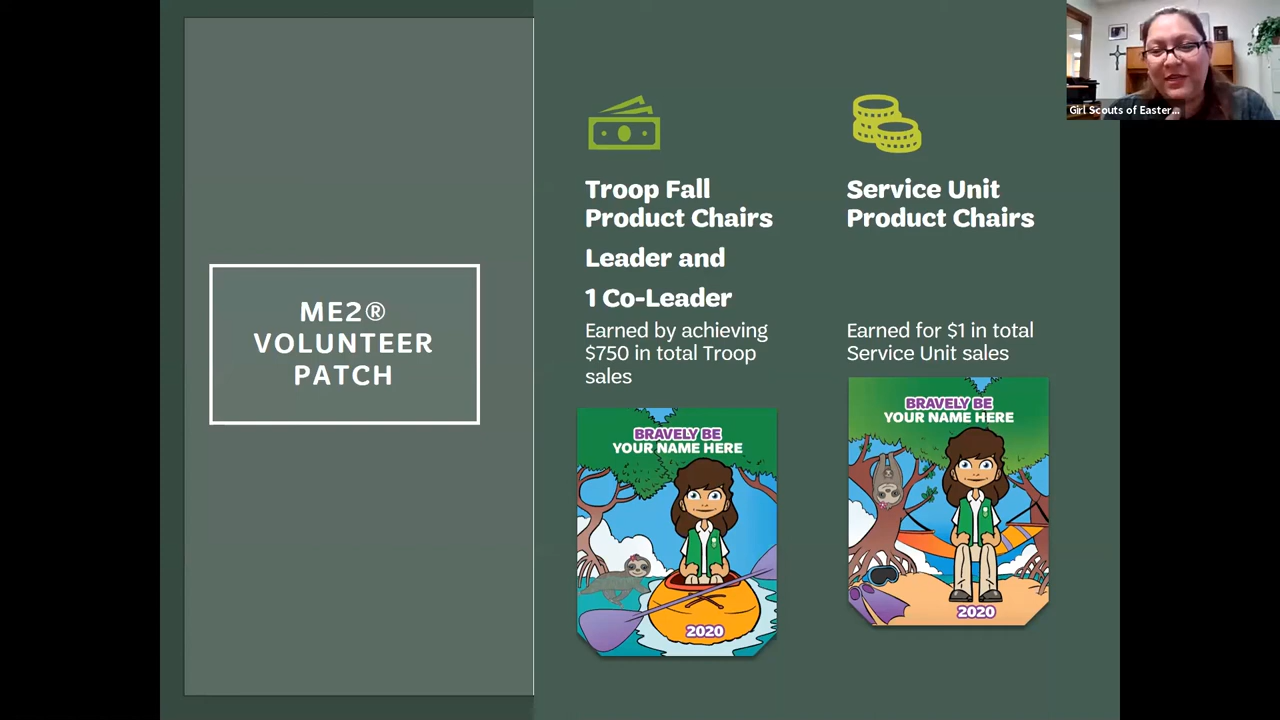 ME2®
VOLUNTEER
PATCH
Troop Fall
Product Chairs
Leader and
1 Co-Leader
Earned by achieving
$750 in total Troop
sales
BRAVELY BE
YOUR NAME HERE
2020
Service Unit
Product Chairs
Earned for $1 in total
Service Unit sales
BRAVELY BE
YOUR NAME HERE
2020
Girl Scouts of Easter...